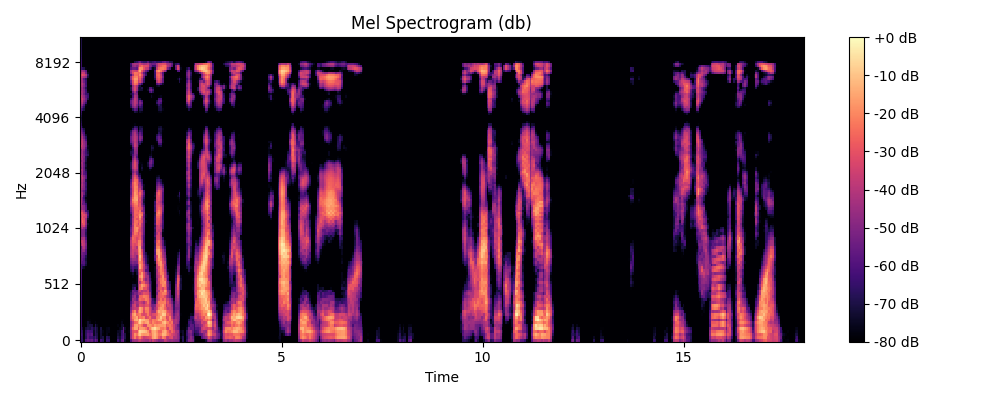 Mel Spectrogram (db)
8192
4096
2048
1024
512
0
Hz
0 5 10 15
Time
+0 dB
-10 dB
-20 dB
-30 dB
-40 dB
-50 dB
-60 dB
-70 dB
-80 dB